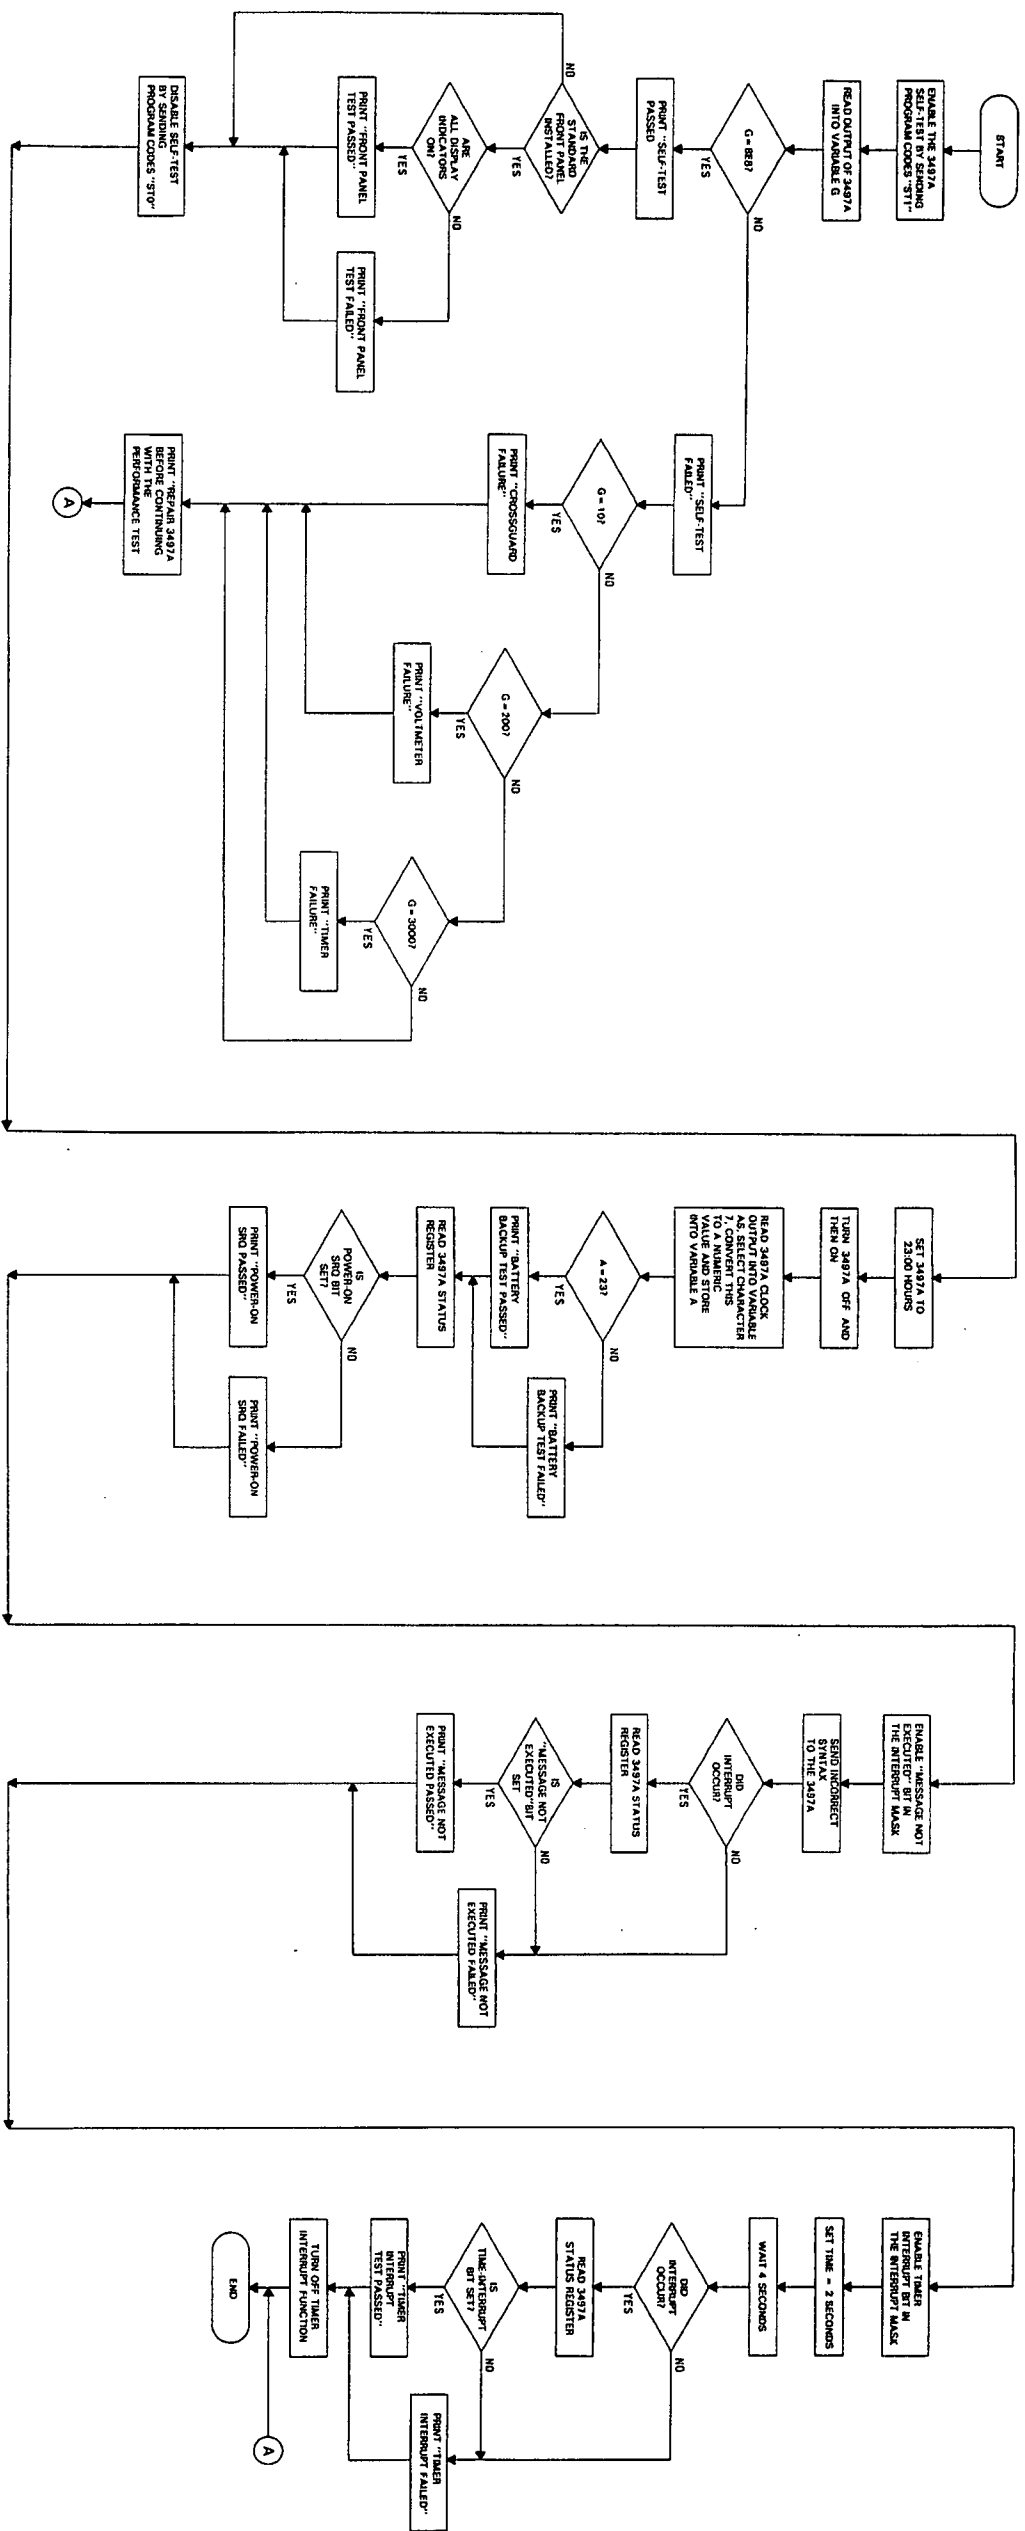 START
ENABLE THE 3497A
SELF-TEST BY SENDING
PROGRAM CODES "ST1"
READ OUTPUT OF 3497A
INTO VARIABLE G
G = 8E8?
NO
YES
PRINT "SELF-TEST
PASSED
IS THE
STANDARD
FRONT PANEL
INSTALLED?
NO
YES
ARE
ALL DISPLAY
INDICATORS
ON?
NO
YES
PRINT "FRONT PANEL
TEST PASSED"
PRINT "FRONT PANEL
TEST FAILED"
DISABLE SELF-TEST
BY SENDING
PROGRAM CODES "ST0"
PRINT "SELF-TEST
FAILED"
G = 10?
NO
YES
PRINT "CROSSGUARD
FAILURE"
G = 200?
NO
YES
PRINT "VOLTMETER
FAILURE"
G = 3000?
NO
YES
PRINT "TIMER
FAILURE"
PRINT "REPAIR 3497A
BEFORE CONTINUING
WITH THE
PERFORMANCE TEST
A
SET 3497A TO
23:00 HOURS
TURN 3497A OFF AND
THEN ON
READ 3497A CLOCK
OUTPUT INTO VARIABLE
AS, SELECT CHARACTER
7, CONVERT THIS
TO A NUMERIC
VALUE AND STORE
INTO VARIABLE A
A = 23?
NO
YES
PRINT "BATTERY
BACKUP TEST PASSED"
PRINT "BATTERY
BACKUP TEST FAILED"
READ 3497A STATUS
REGISTER
IS
POWER-ON
SRQ BIT
SET?
NO
YES
PRINT "POWER-ON
SRQ PASSED"
PRINT "POWER-ON
SRQ FAILED"
ENABLE "MESSAGE NOT
EXECUTED" BIT IN
THE INTERRUPT MASK
SEND INCORRECT
SYNTAX
TO THE 3497A
DID
INTERRUPT
OCCUR?
NO
YES
READ 3497A STATUS
REGISTER
IS
"MESSAGE NOT
EXECUTED"BIT
SET
NO
YES
PRINT "MESSAGE NOT
EXECUTED PASSED"
PRINT "MESSAGE NOT
EXECUTED FAILED"
ENABLE TIMER
INTERRUPT BIT IN
THE INTERRUPT MASK
SET TIME = 2 SECONDS
WAIT 4 SECONDS
DID
INTERRUPT
OCCUR?
NO
YES
READ 3497A
STATUS REGISTER
IS
TIME-INTERRUPT
BIT SET?
NO
YES
PRINT "TIMER
INTERRUPT
TEST PASSED"
PRINT "TIMER
INTERRUPT FAILED"
TURN OFF TIMER
INTERRUPT FUNCTION
A
END